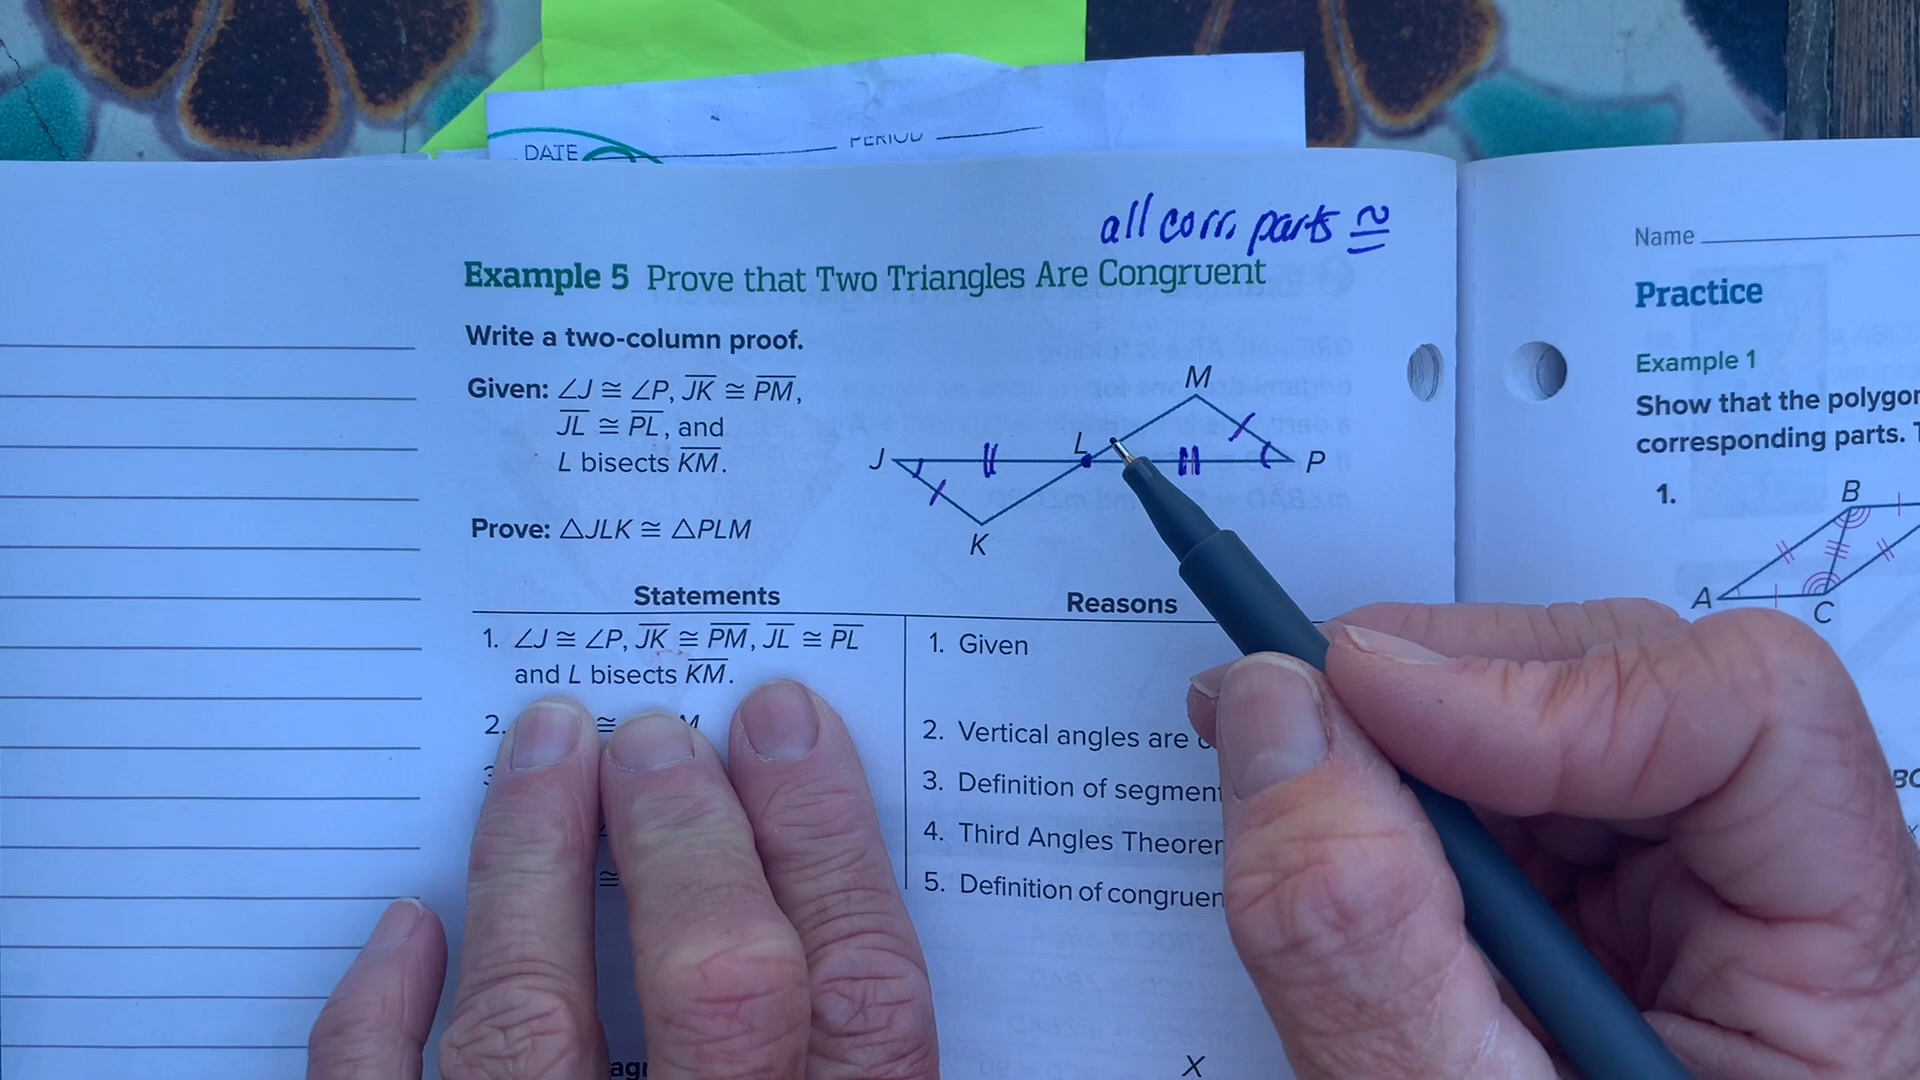 DATE
PERIOD
all corr. parts ≅
Example 5 Prove that Two Triangles Are Congruent
Write a two-column proof.
Given: ∠J ≅ ∠P, JK ≅ PM,
JL ≅ PL, and
L bisects KM.
Prove: △JLK ≅ △PLM
M
L
J
P
K
Statements
Reasons
1. ∠J ≅ ∠P, JK ≅ PM, JL ≅ PL
and L bisects KM.
1. Given
2. ≅ M
2. Vertical angles are
3. Definition of segment
4. Third Angles Theorem
≅
5. Definition of
X
Name
Practice
Example 1
Show that the
corresponding parts.
1.
B
A
C